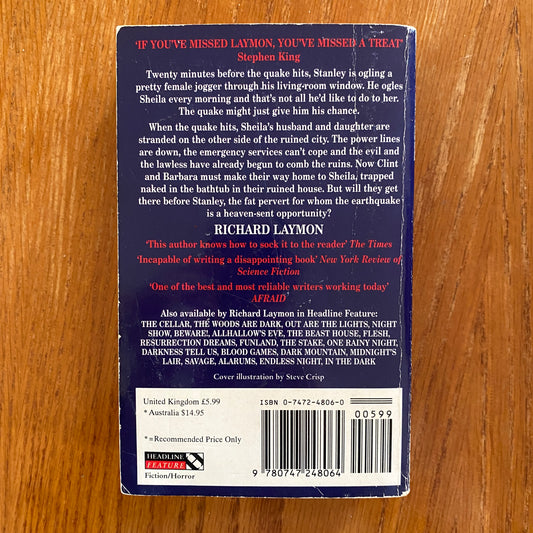 'IF YOU'VE MISSED LAYMON, YOU'VE MISSED A TREAT'
Stephen King
Twenty minutes before the quake hits, Stanley is ogling a
pretty female jogger through his living-room window. He ogles
Sheila every morning and that's not all he'd like to do to her.
The quake might just give him his chance.
When the quake hits, Sheila's husband and daughter are
stranded on the other side of the ruined city. The power lines
are down, the emergency services can't cope and the evil and
the lawless have already begun to comb the ruins. Now Clint
and Barbara must make their way home to Sheila, trapped
naked in the bathtub in their ruined house. But will they get
there before Stanley, the fat pervert for whom the earthquake
is a heaven-sent opportunity?
RICHARD LAYMON
'This author knows how to sock it to the reader' The Times
'Incapable of writing a disappointing book' New York Review of
Science Fiction
'One of the best and most reliable writers working today'
AFRAID
Also available by Richard Laymon in Headline Feature:
THE CELLAR, THE WOODS ARE DARK, OUT ARE THE LIGHTS, NIGHT
SHOW, BEWARE!, ALLHALLOW'S EVE, THE BEAST HOUSE, FLESH,
RESURRECTION DREAMS, FUNLAND, THE STAKE, ONE RAINY NIGHT,
DARKNESS TELL US, BLOOD GAMES, DARK MOUNTAIN, MIDNIGHT'S
LAIR, SAVAGE, ALARUMS, ENDLESS NIGHT, IN THE DARK
Cover illustration by Steve Crisp
United Kingdom £5.99
* Australia $14.95
* = Recommended Price Only
HEADLINE
FEATURE
Fiction/Horror
ISBN 0-7472-4806-0
00599
9 780747 248064